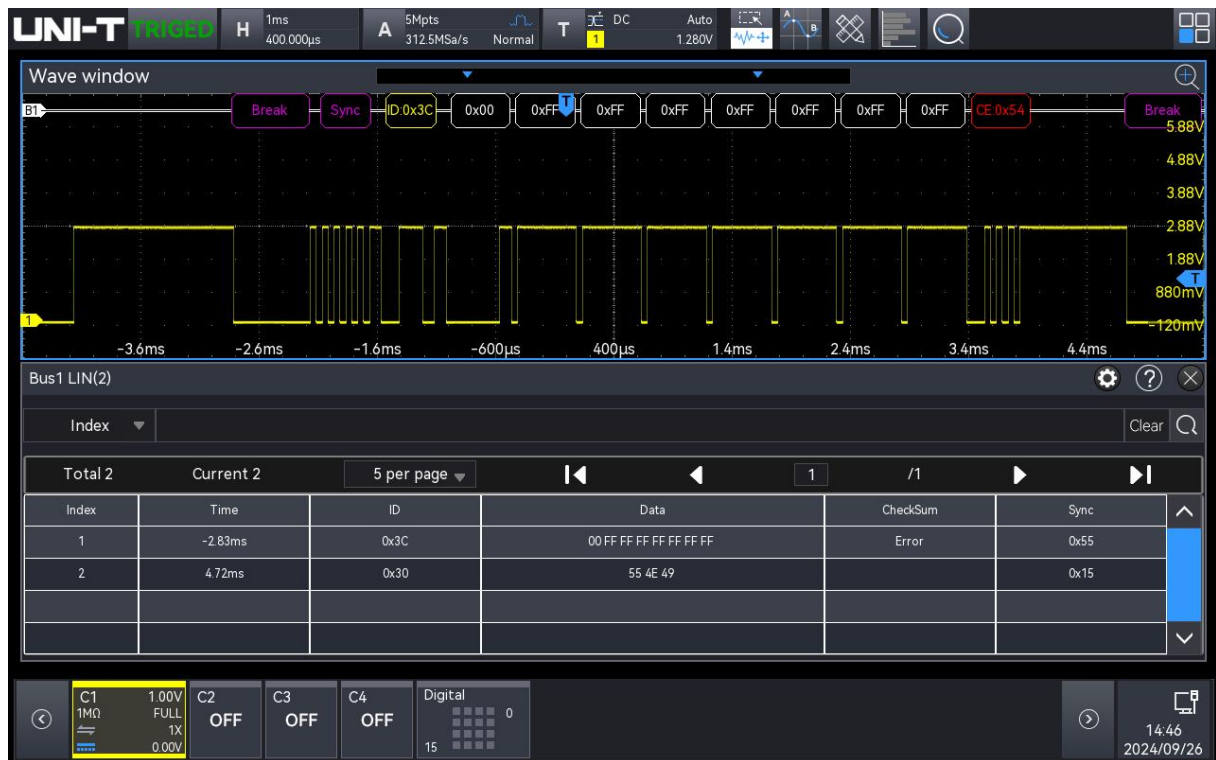 UNI-T TRIGED H 1ms 400.000µs A 5Mpts 312.5MSa/s Normal T 1 DC Auto 1.280V A B
Wave window
B1 Break Sync ID:0x3C 0x00 0xFF T 0xFF 0xFF 0xFF 0xFF 0xFF 0xFF CE:0x54 Break
5.88V
4.88V
3.88V
2.88V
1.88V
T
880mV
1 -120mV
-3.6ms -2.6ms -1.6ms -600µs 400µs 1.4ms 2.4ms 3.4ms 4.4ms
Bus1 LIN(2) ?
Index Clear
Total 2 Current 2 5 per page 1 /1
Index Time ID Data CheckSum Sync
1 -2.83ms 0x3C 00 FF FF FF FF FF FF FF Error 0x55
2 4.72ms 0x30 55 4E 49 0x15
C1 1.00V C2 C3 C4 Digital
1MΩ FULL OFF OFF OFF 0
1X
0.00V 15
14:46
2024/09/26